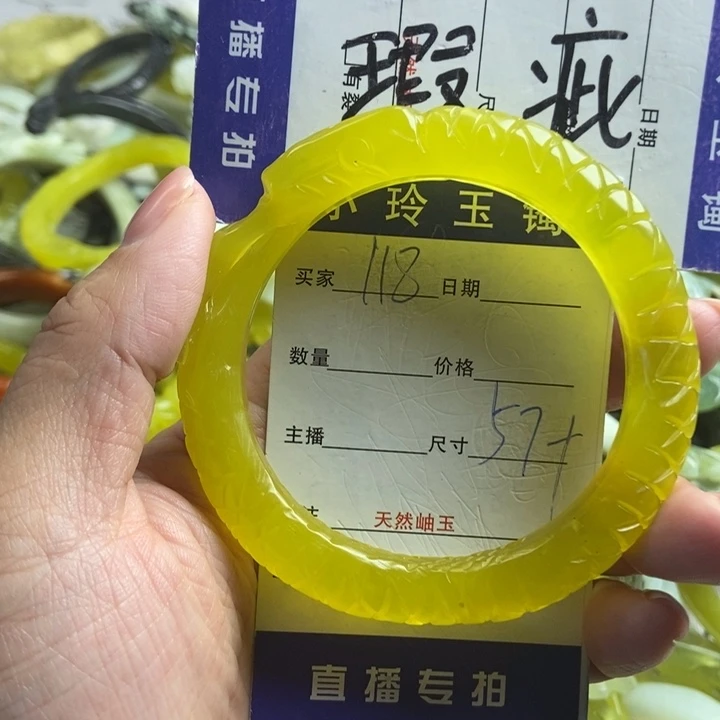 播专拍
瑕疵
日期
玲玉镯
买家 118 日期
数量 价格
主播 尺寸 57+
天然岫玉
直播专拍